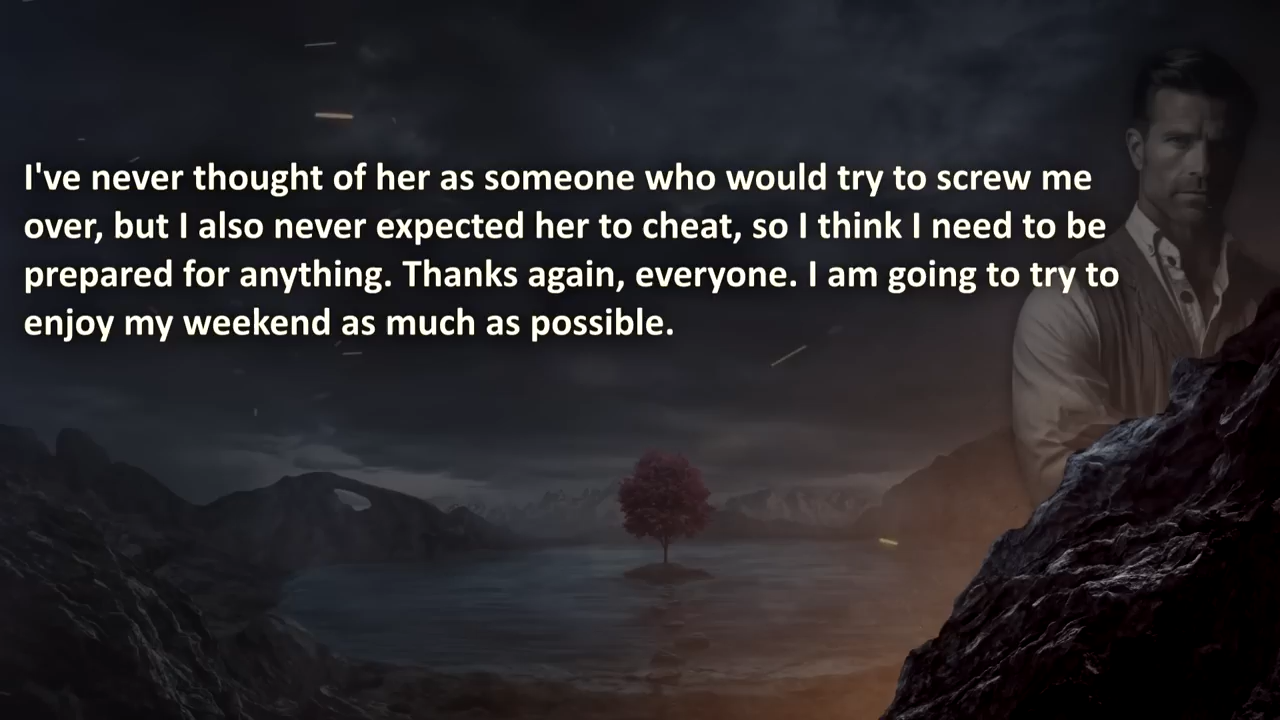 I've never thought of her as someone who would try to screw me
over, but I also never expected her to cheat, so I think I need to be
prepared for anything. Thanks again, everyone. I am going to try to
enjoy my weekend as much as possible.